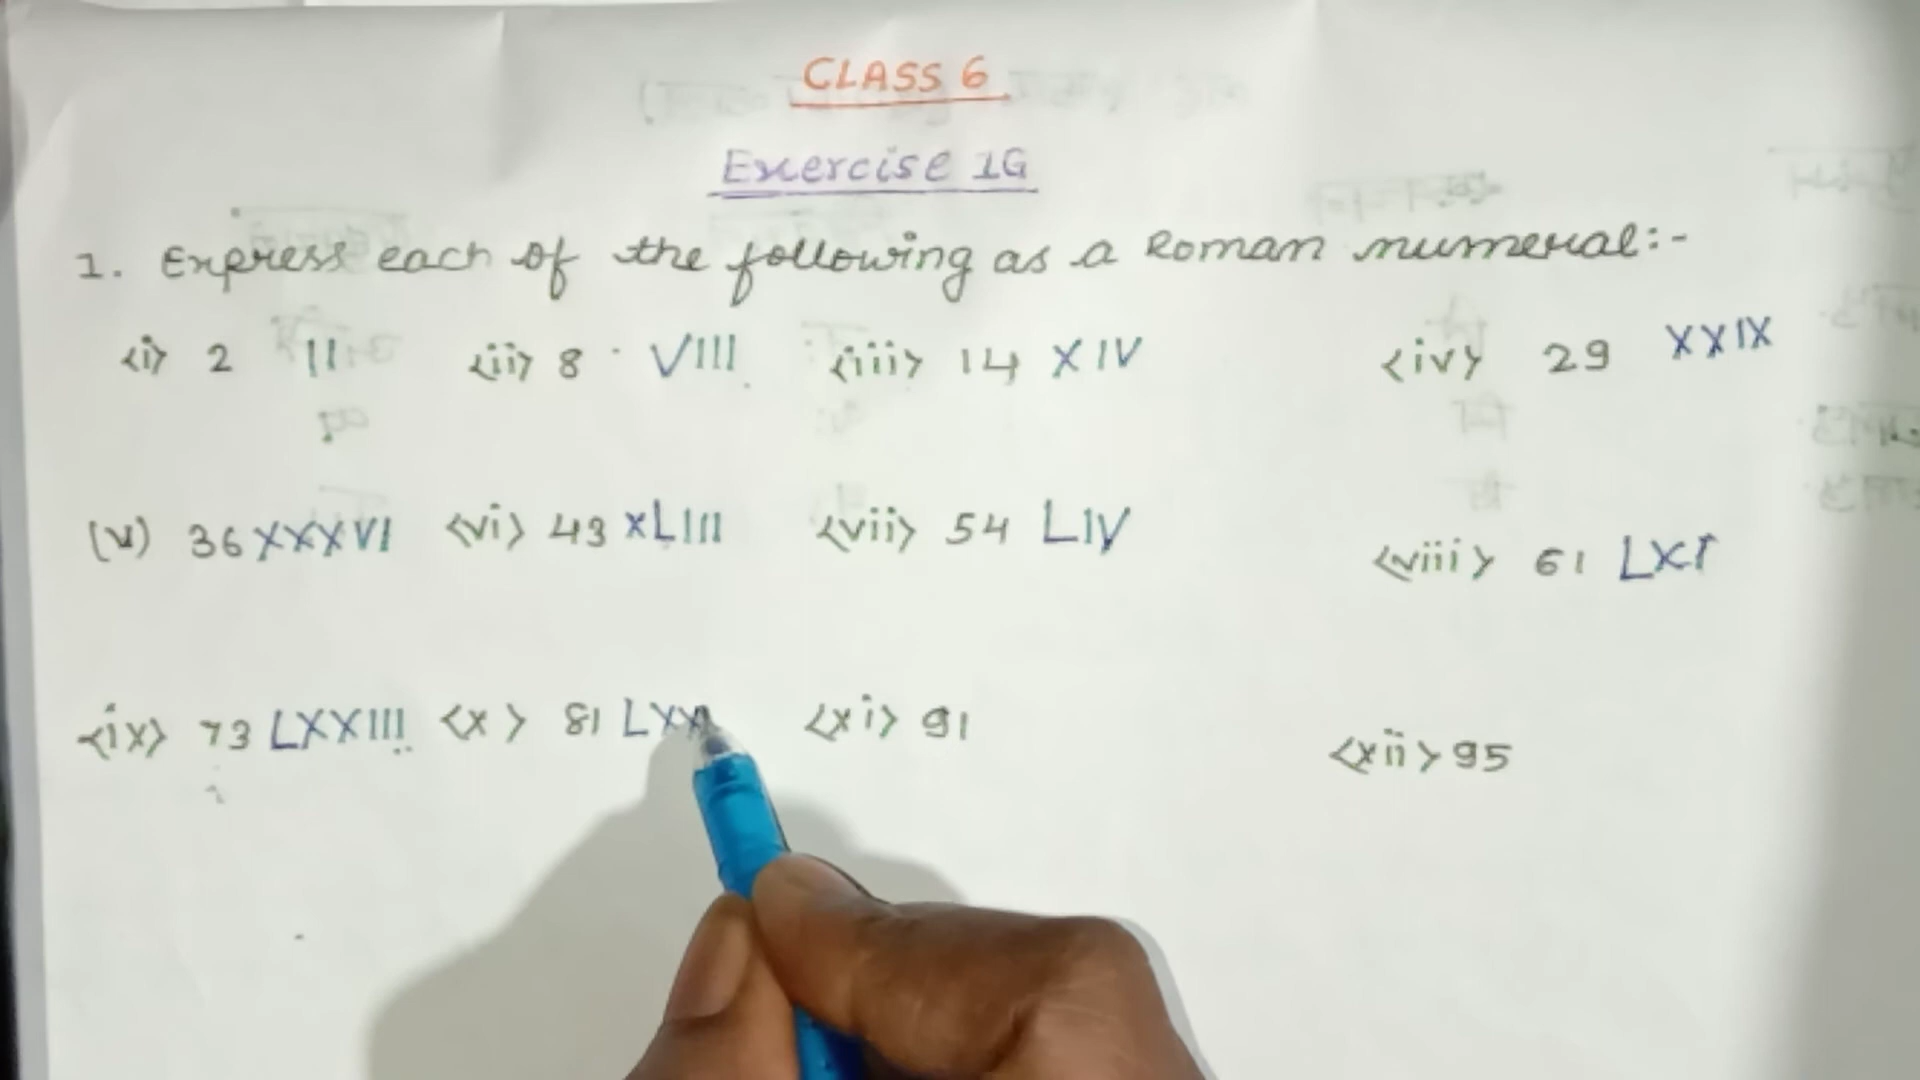 CLASS 6
Exercise 1G
1. Express each of the following as a Roman numeral:-
<i> 2 II <ii> 8 VIII <iii> 14 XIV <iv> 29 XXIX
(v) 36 XXXVI <vi> 43 XLIII <vii> 54 LIV <viii> 61 LXI
<ix> 73 LXXIII <x> 81 LXX <xi> 91 <xii> 95